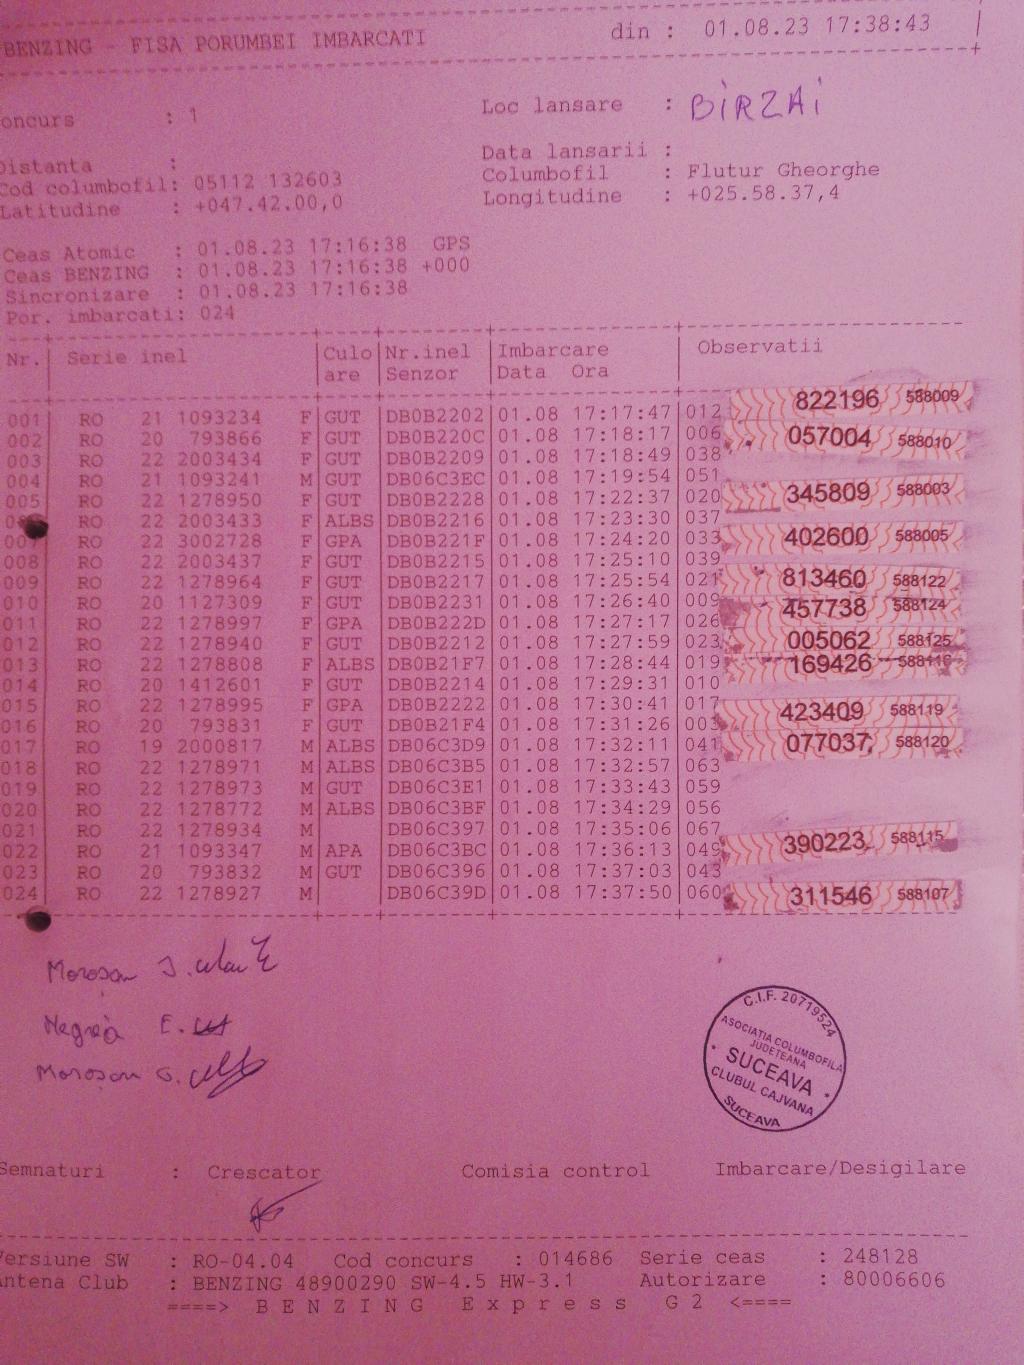 BENZING - FISA PORUMBEI IMBARCATI din : 01.08.23 17:38:43
oncurs : 1 Loc lansare : BiRZAi
Distanta : Data lansarii :
Cod columbofil: 05112 132603 Columbofil : Flutur Gheorghe
Latitudine : +047.42.00,0 Longitudine : +025.58.37,4
Ceas Atomic : 01.08.23 17:16:38 GPS
Ceas BENZING : 01.08.23 17:16:38 +000
Sincronizare : 01.08.23 17:16:38
Por. imbarcati: 024
Nr. Serie inel Culo Nr.inel Imbarcare Observatii
are Senzor Data Ora
001 RO 21 1093234 F GUT DB0B2202 01.08 17:17:47 012 822196 588009
002 RO 20 793866 F GUT DB0B220C 01.08 17:18:17 006 057004 588010
003 RO 22 2003434 F GUT DB0B2209 01.08 17:18:49 038
004 RO 21 1093241 M GUT DB06C3EC 01.08 17:19:54 051
005 RO 22 1278950 F GUT DB0B2228 01.08 17:22:37 020 345809 588003
RO 22 2003433 F ALBS DB0B2216 01.08 17:23:30 037
007 RO 22 3002728 F GPA DB0B221F 01.08 17:24:20 033 402600 588005
008 RO 22 2003437 F GUT DB0B2215 01.08 17:25:10 039
009 RO 22 1278964 F GUT DB0B2217 01.08 17:25:54 021 813460 588122
010 RO 20 1127309 F GUT DB0B2231 01.08 17:26:40 009 457738 588124
011 RO 22 1278997 F GPA DB0B222D 01.08 17:27:17 026
012 RO 22 1278940 F GUT DB0B2212 01.08 17:27:59 023 005062 588125
013 RO 22 1278808 F ALBS DB0B21F7 01.08 17:28:44 019 169426
014 RO 20 1412601 F GUT DB0B2214 01.08 17:29:31 010
015 RO 22 1278995 F GPA DB0B2222 01.08 17:30:41 017 423409 588119
016 RO 20 793831 F GUT DB0B21F4 01.08 17:31:26 003
017 RO 19 2000817 M ALBS DB06C3D9 01.08 17:32:11 041 077037 588120
018 RO 22 1278971 M ALBS DB06C3B5 01.08 17:32:57 063
019 RO 22 1278973 M GUT DB06C3E1 01.08 17:33:43 059
020 RO 22 1278772 M ALBS DB06C3BF 01.08 17:34:29 056
021 RO 22 1278934 M DB06C397 01.08 17:35:06 067
022 RO 21 1093347 M APA DB06C3BC 01.08 17:36:13 049 390223 588115
023 RO 20 793832 M GUT DB06C396 01.08 17:37:03 043
024 RO 22 1278927 M DB06C39D 01.08 17:37:50 060 311546 588107
Moroșan I.
Negrea E.
Moroșan G.
C.I.F. 20719524
ASOCIATIA COLUMBOFILA
JUDETEANA
SUCEAVA
CLUBUL CAJVANA
SUCEAVA
Semnaturi : Crescator Comisia control Imbarcare/Desigilare
Versiune SW : RO-04.04 Cod concurs : 014686 Serie ceas : 248128
Antena Club : BENZING 48900290 SW-4.5 HW-3.1 Autorizare : 80006606
====> BENZING Express G2 <====